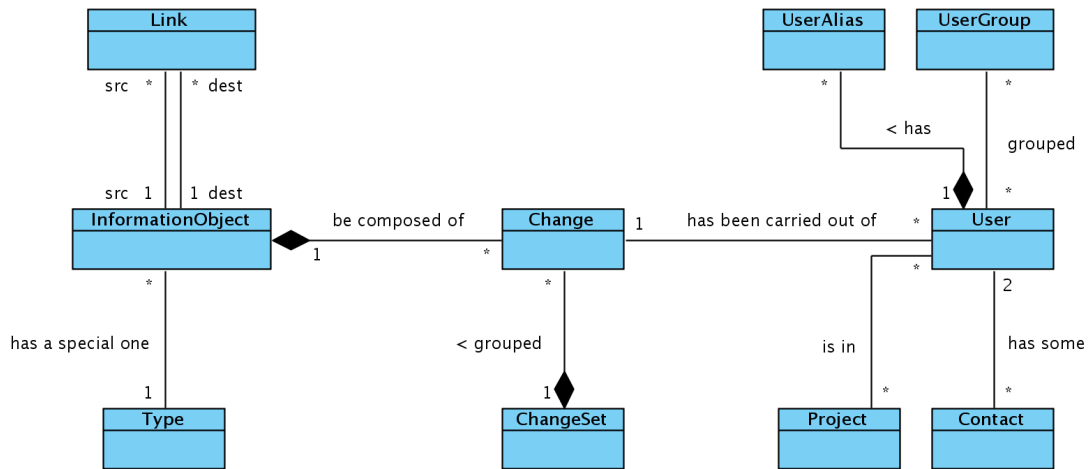 Link
UserAlias
UserGroup
src * * dest
* *
< has
grouped
src 1 1 dest
1 *
InformationObject
be composed of
Change
has been carried out of
User
1 * 1 *
* * * 2
has a special one
< grouped
is in
has some
1 1 * *
Type
ChangeSet
Project
Contact